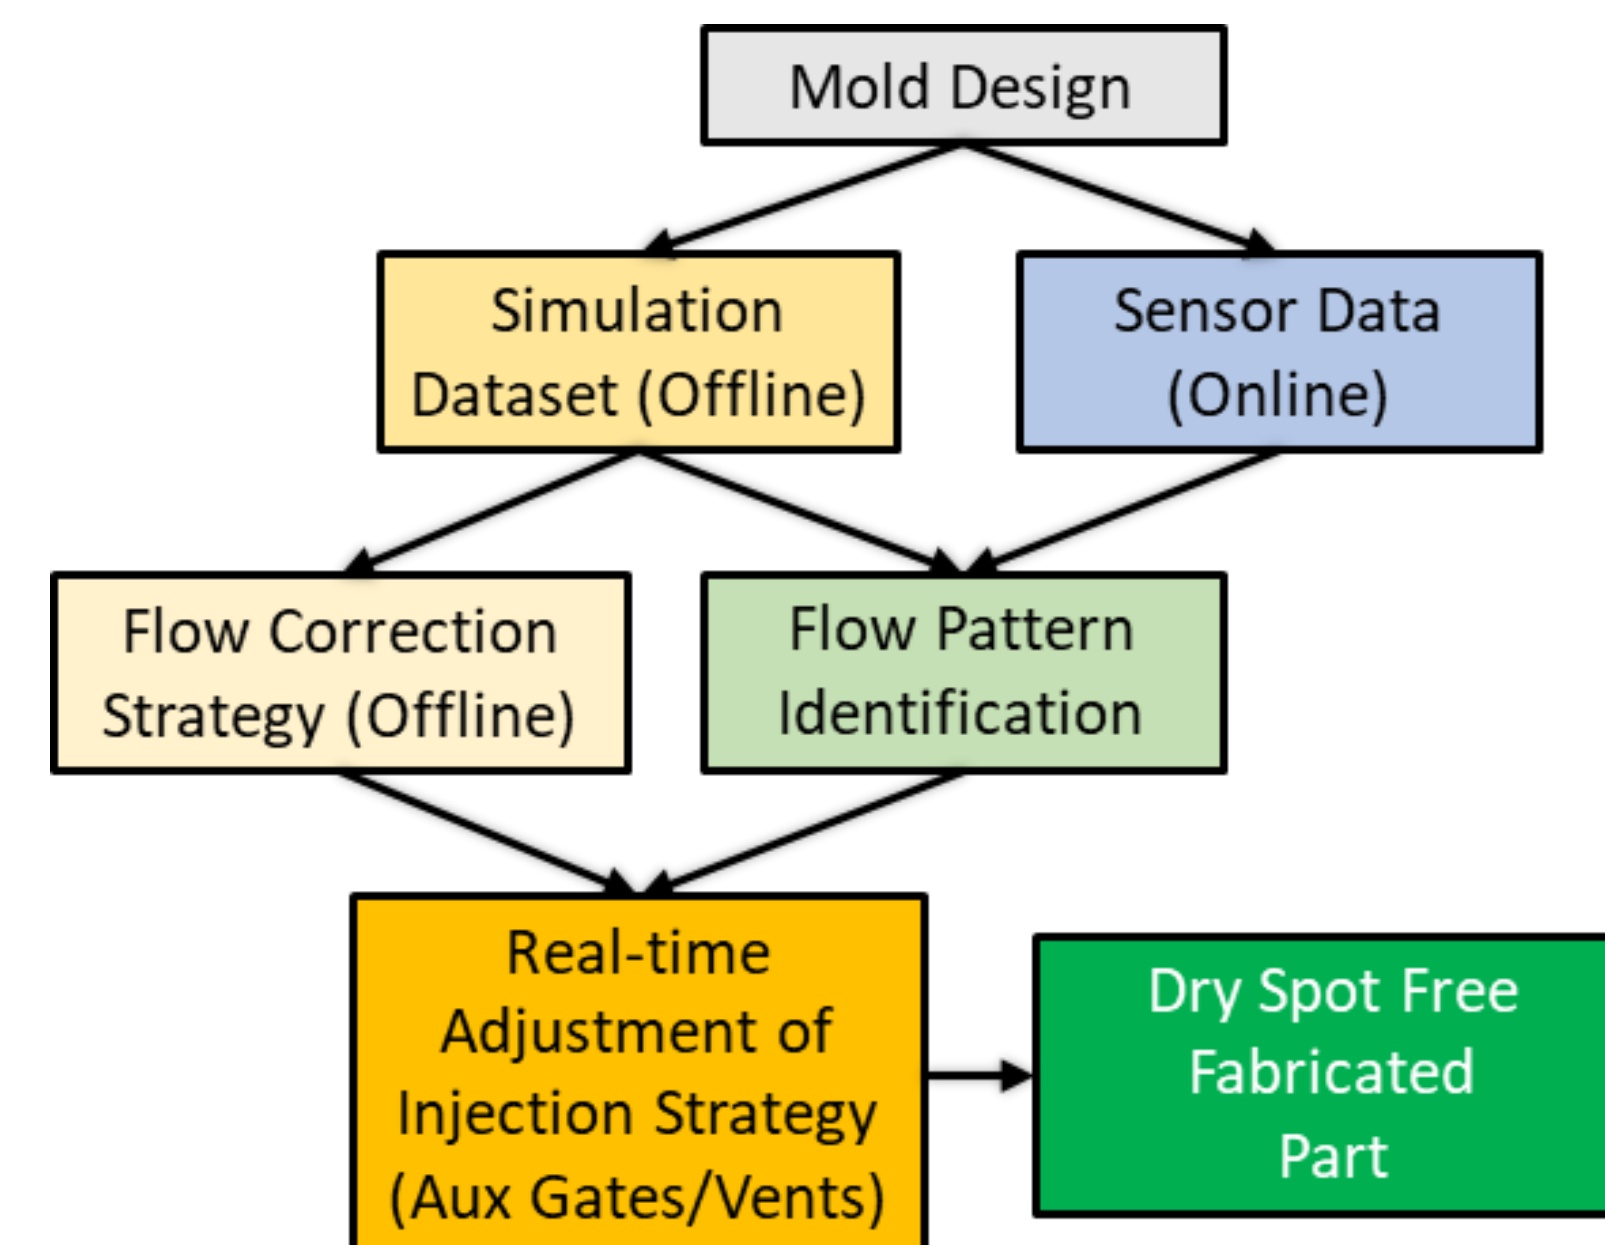 Mold Design
Simulation
Dataset (Offline)
Sensor Data
(Online)
Flow Correction
Strategy (Offline)
Flow Pattern
Identification
Real-time
Adjustment of
Injection Strategy
(Aux Gates/Vents)
Dry Spot Free
Fabricated
Part